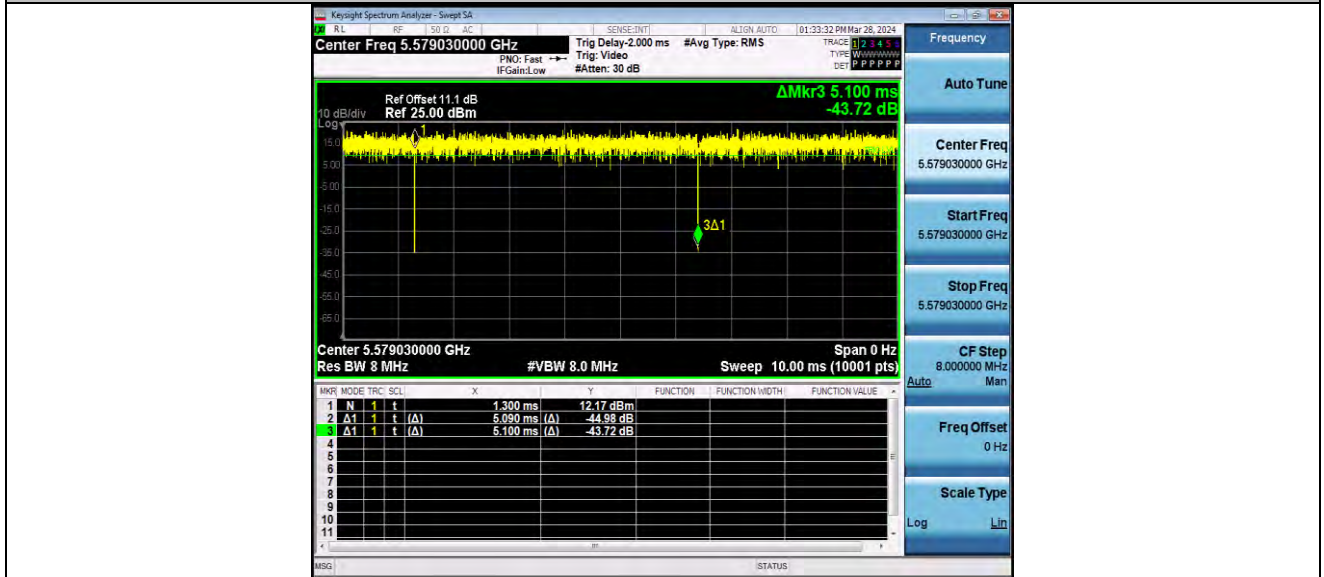 Keysight Spectrum Analyzer - Swept SA
RL RF 50 Ω AC SENSE:INT ALIGN AUTO 01:33:32 PM Mar 28, 2024
Center Freq 5.579030000 GHz
PNO: Fast
IFGain:Low
Trig Delay-2.000 ms
Trig: Video
#Atten: 30 dB
#Avg Type: RMS
TRACE 1 2 3 4 5 6
TYPE WWWWWW
DET P P P P P P
ΔMkr3 5.100 ms
-43.72 dB
Ref Offset 11.1 dB
10 dB/div Ref 25.00 dBm
Log
1
15.0
5.00
-5.00
-15.0
-25.0
3Δ1
-35.0
-45.0
-55.0
-65.0
Center 5.579030000 GHz Span 0 Hz
Res BW 8 MHz #VBW 8.0 MHz Sweep 10.00 ms (10001 pts)
MKR MODE TRC SCL X Y FUNCTION FUNCTION WIDTH FUNCTION VALUE
1 N 1 t 1.300 ms 12.17 dBm
2 Δ1 1 t (Δ) 5.090 ms (Δ) -44.98 dB
3 Δ1 1 t (Δ) 5.100 ms (Δ) -43.72 dB
4
5
6
7
8
9
10
11
MSG STATUS
Frequency
Auto Tune
Center Freq
5.579030000 GHz
Start Freq
5.579030000 GHz
Stop Freq
5.579030000 GHz
CF Step
8.000000 MHz
Auto Man
Freq Offset
0 Hz
Scale Type
Log Lin